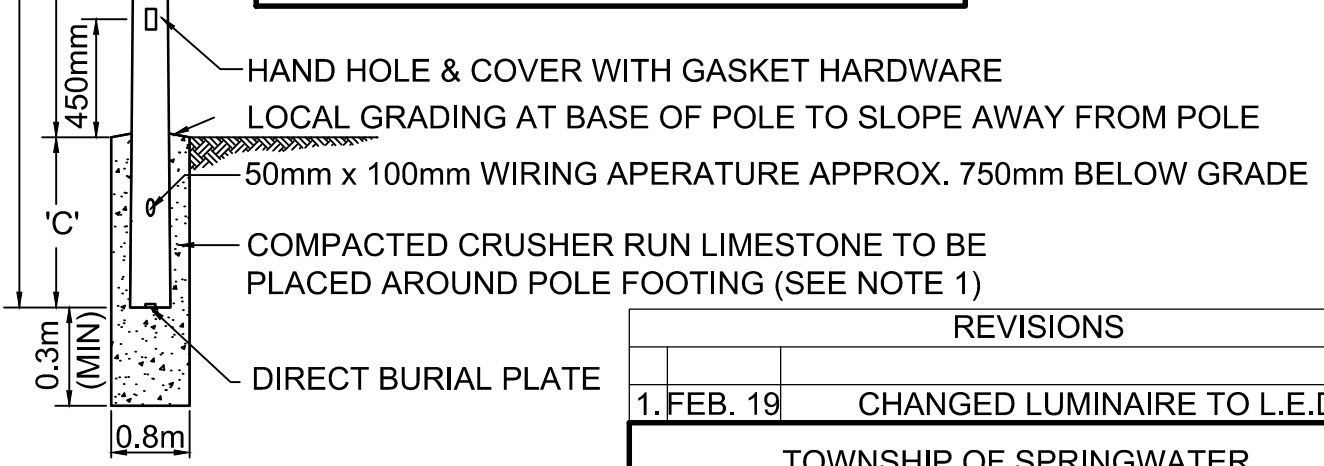 450mm
HAND HOLE & COVER WITH GASKET HARDWARE
LOCAL GRADING AT BASE OF POLE TO SLOPE AWAY FROM POLE
50mm x 100mm WIRING APERATURE APPROX. 750mm BELOW GRADE
'C'
COMPACTED CRUSHER RUN LIMESTONE TO BE
PLACED AROUND POLE FOOTING (SEE NOTE 1)
0.3m
(MIN)
DIRECT BURIAL PLATE
0.8m
REVISIONS
1. FEB. 19 CHANGED LUMINAIRE TO L.E.D
TOWNSHIP OF SPRINGWATER